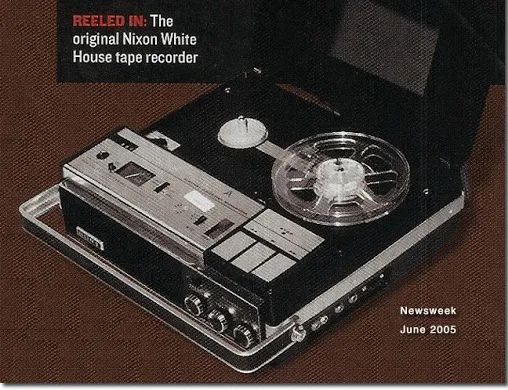 REELED IN: The
original Nixon White
House tape recorder
Newsweek
June 2005